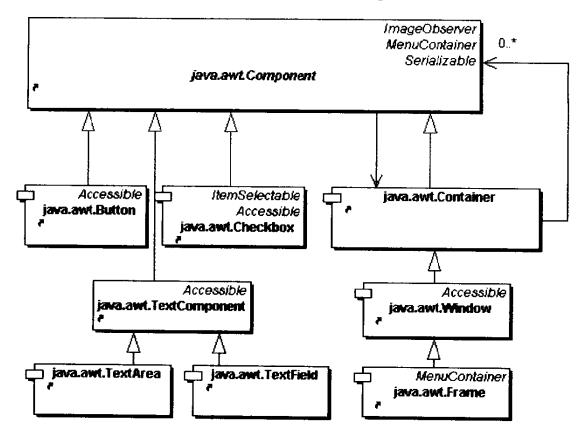 ImageObserver
MenuContainer
Serializable
0..*
java.awt.Component
Accessible
java.awt.Button
ItemSelectable
Accessible
java.awt.Checkbox
java.awt.Container
Accessible
java.awt.TextComponent
Accessible
java.awt.Window
java.awt.TextArea
java.awt.TextField
MenuContainer
java.awt.Frame